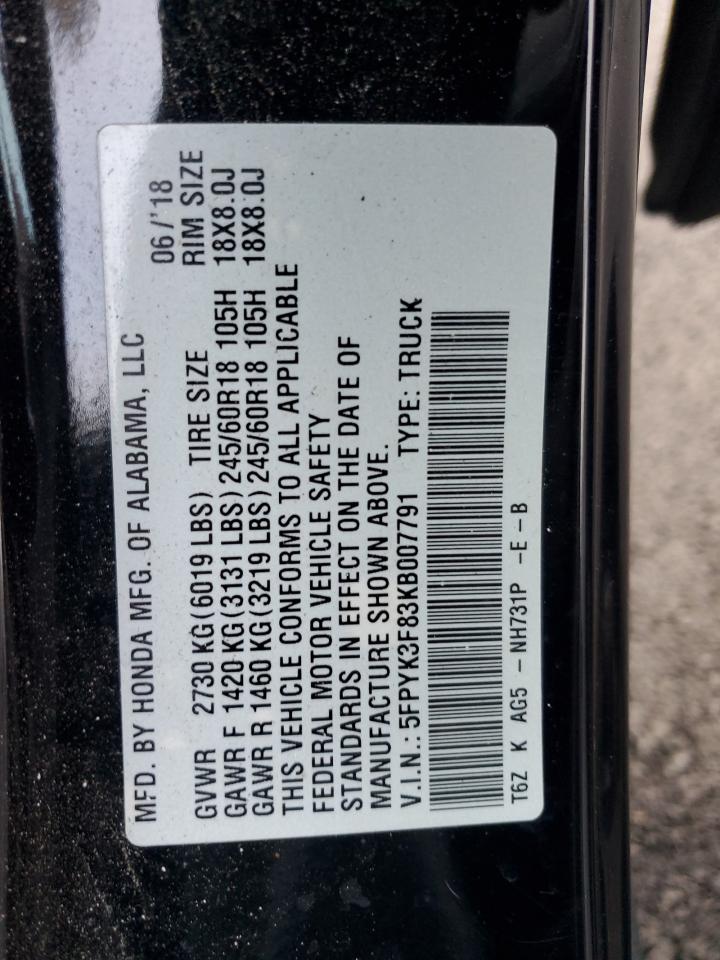 MFD. BY HONDA MFG. OF ALABAMA, LLC
06/'18
GVWR 2730 KG(6019 LBS) TIRE SIZE RIM SIZE
GAWR F 1420 KG(3131 LBS)245/60R18 105H 18X8.0J
GAWR R 1460 KG(3219 LBS)245/60R18 105H 18X8.0J
THIS VEHICLE CONFORMS TO ALL APPLICABLE
FEDERAL MOTOR VEHICLE SAFETY
STANDARDS IN EFFECT ON THE DATE OF
MANUFACTURE SHOWN ABOVE.
V.I.N.: 5FPYK3F83KB007791 TYPE: TRUCK
T6Z K AG5 -NH731P -E -B